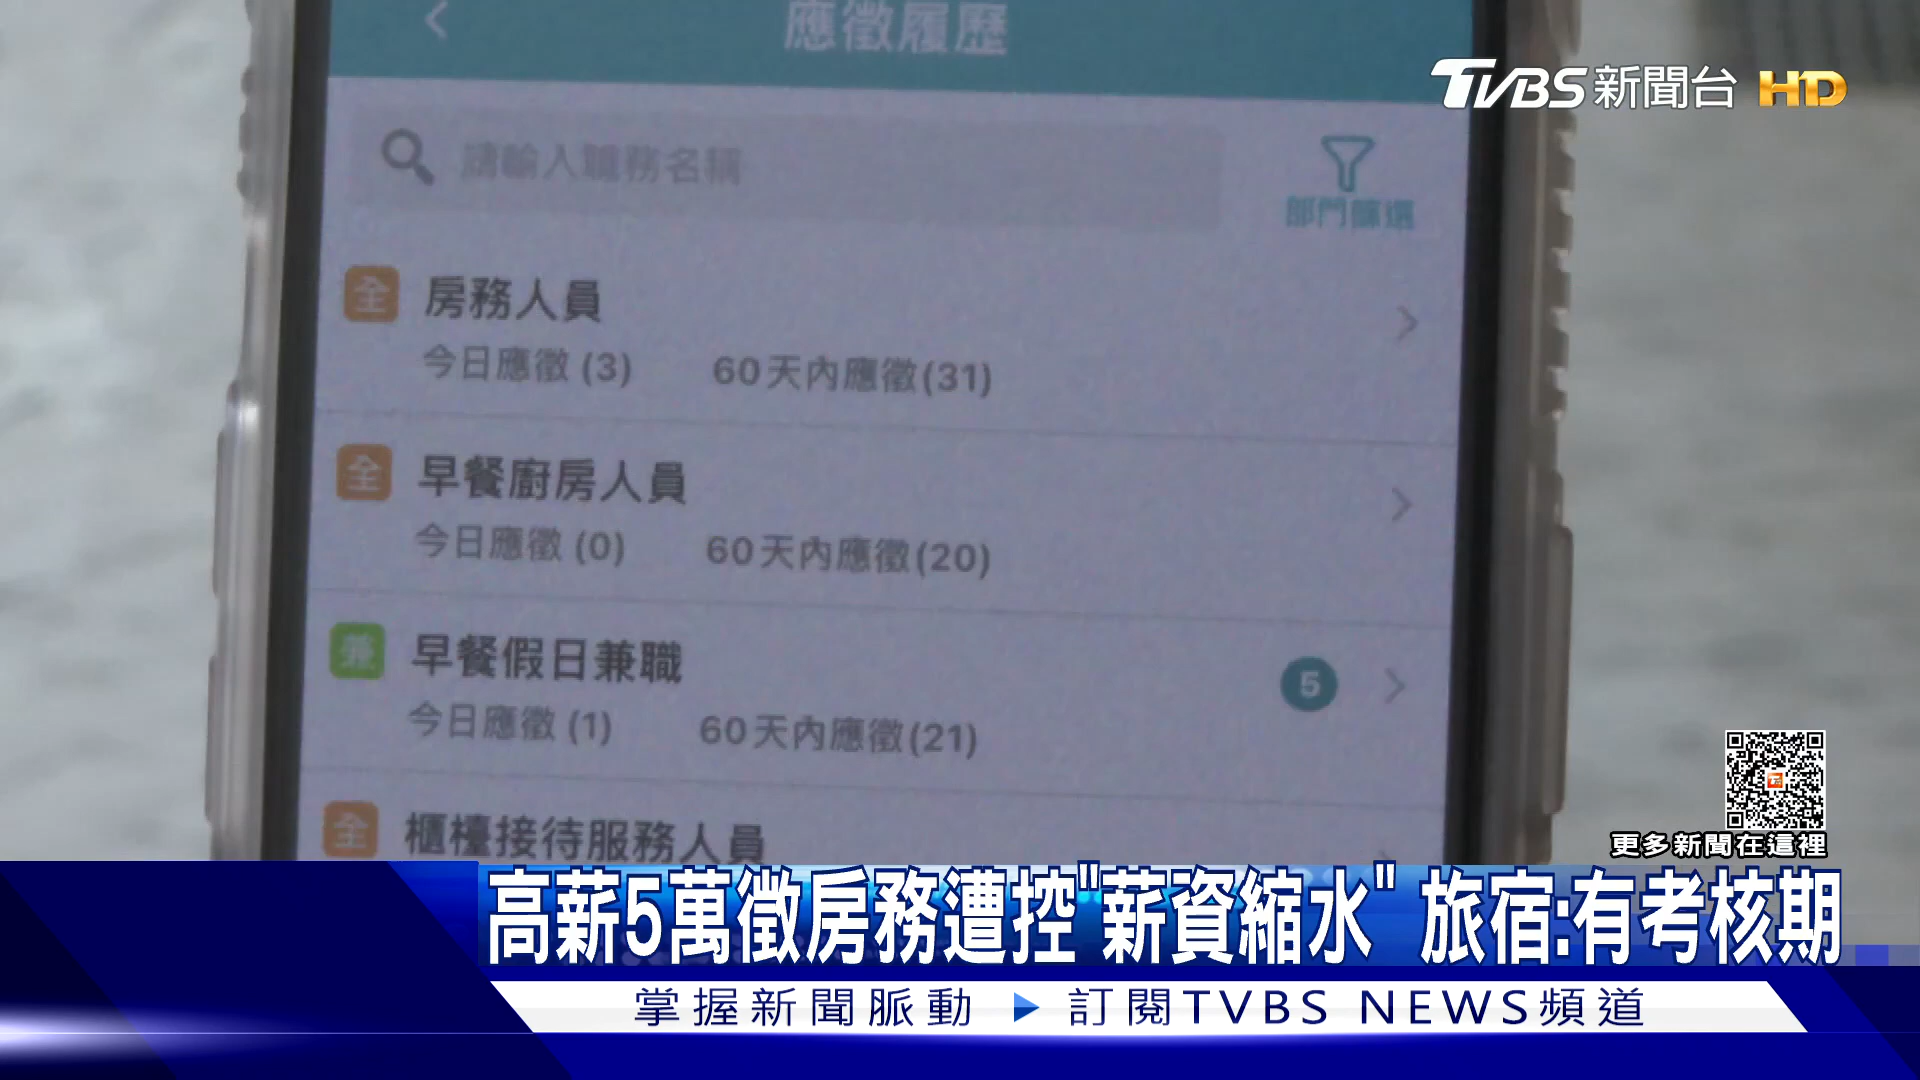 應徵履歷
TVBS新聞台 HD
請輸入職務名稱
部門篩選
全 房務人員
今日應徵 (3) 60天內應徵(31)
全 早餐廚房人員
今日應徵 (0) 60天內應徵(20)
兼 早餐假日兼職
5
今日應徵 (1) 60天內應徵(21)
全 櫃檯接待服務人員
更多新聞在這裡
高薪5萬徵房務遭控"薪資縮水" 旅宿:有考核期
掌握新聞脈動 ▶ 訂閱TVBS NEWS頻道